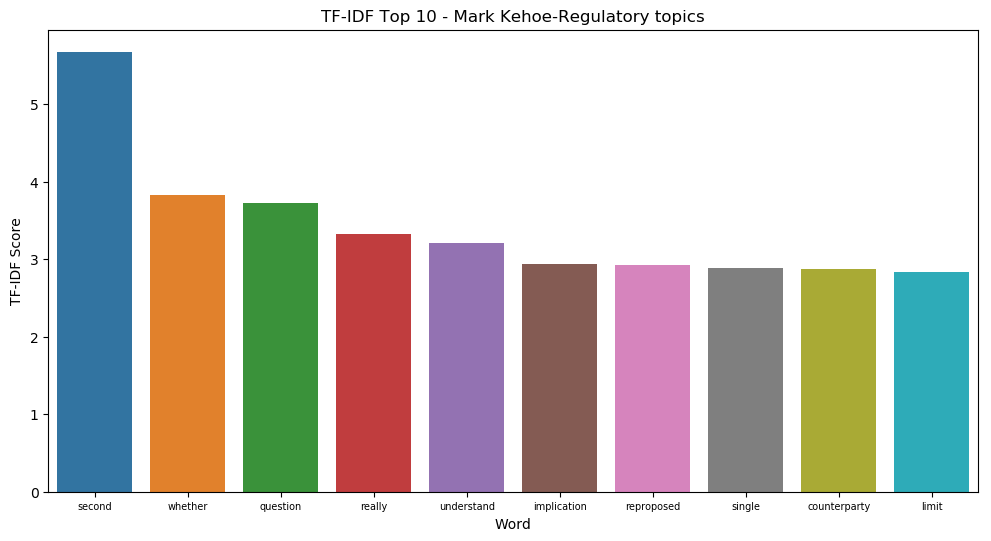 TF-IDF Top 10 - Mark Kehoe-Regulatory topics
TF-IDF Score
5
4
3
2
1
0
second whether question really understand implication reproposed single counterparty limit
Word